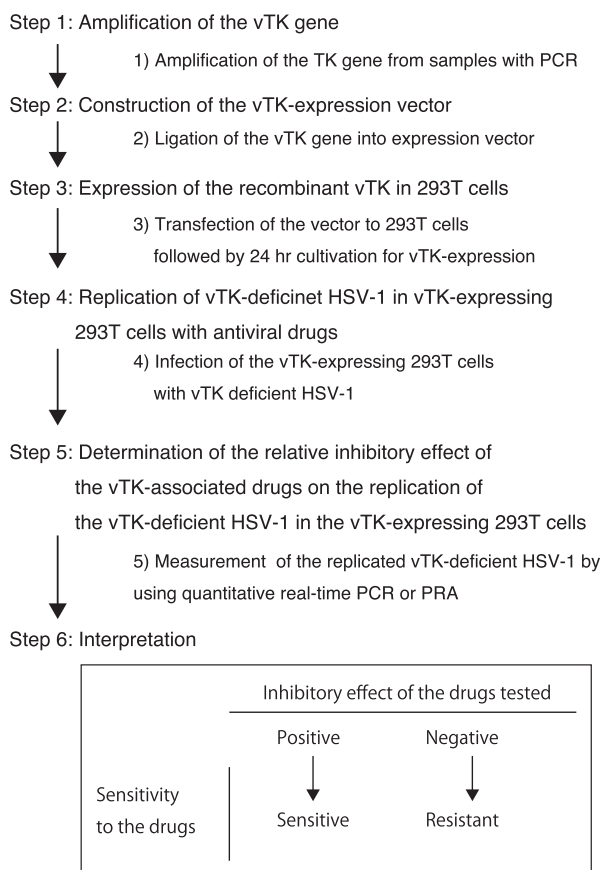 Step 1: Amplification of the vTK gene
1) Amplification of the TK gene from samples with PCR
Step 2: Construction of the vTK-expression vector
2) Ligation of the vTK gene into expression vector
Step 3: Expression of the recombinant vTK in 293T cells
3) Transfection of the vector to 293T cells
followed by 24 hr cultivation for vTK-expression
Step 4: Replication of vTK-deficinet HSV-1 in vTK-expressing
293T cells with antiviral drugs
4) Infection of the vTK-expressing 293T cells
with vTK deficient HSV-1
Step 5: Determination of the relative inhibitory effect of
the vTK-associated drugs on the replication of
the vTK-deficient HSV-1 in the vTK-expressing 293T cells
5) Measurement of the replicated vTK-deficient HSV-1 by
using quantitative real-time PCR or PRA
Step 6: Interpretation
Inhibitory effect of the drugs tested
Positive Negative
Sensitivity
to the drugs
Sensitive Resistant